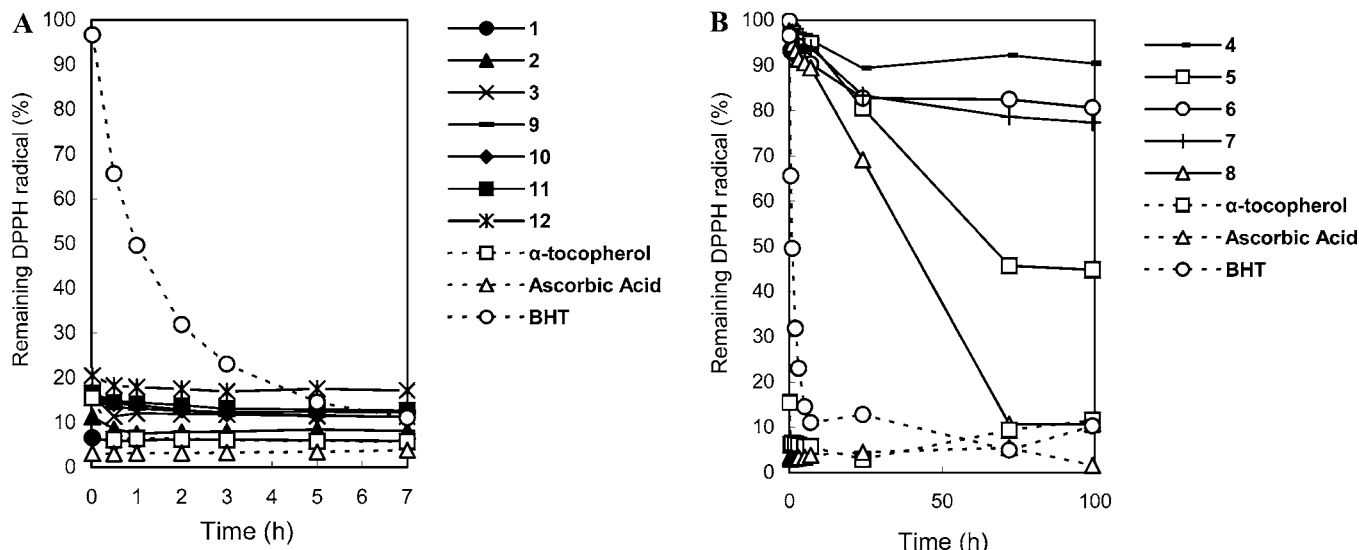 A
Remaining DPPH radical (%)
100
90
80
70
60
50
40
30
20
10
0
0 1 2 3 4 5 6 7
Time (h)
1
2
3
9
10
11
12
α-tocopherol
Ascorbic Acid
BHT
B
Remaining DPPH radical (%)
100
90
80
70
60
50
40
30
20
10
0
0 50 100
Time (h)
4
5
6
7
8
α-tocopherol
Ascorbic Acid
BHT